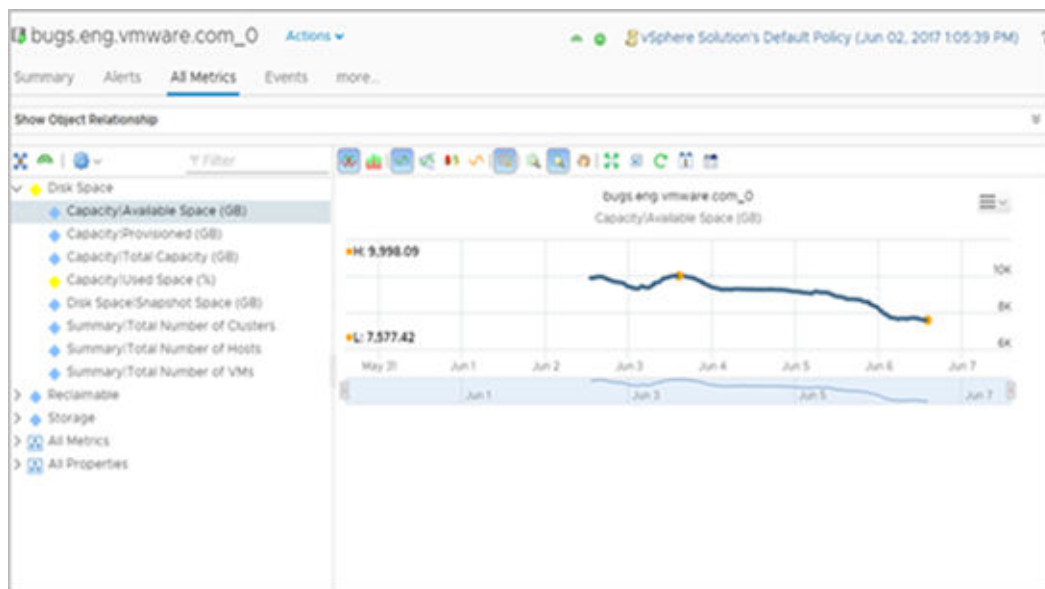 bugs.eng.vmware.com_0 Actions vSphere Solution's Default Policy (Jun 02, 2017 1:05:39 PM)
Summary Alerts All Metrics Events more...
Show Object Relationship
Filter
Disk Space
Capacity|Available Space (GB)
Capacity|Provisioned (GB)
Capacity|Total Capacity (GB)
Capacity|Used Space (%)
Disk Space|Snapshot Space (GB)
Summary|Total Number of Clusters
Summary|Total Number of Hosts
Summary|Total Number of VMs
Reclaimable
Storage
All Metrics
All Properties
bugs.eng.vmware.com_0
Capacity|Available Space (GB)
H: 9,998.09
10K
8K
L: 7,577.42
6K
May 31 Jun 1 Jun 2 Jun 3 Jun 4 Jun 5 Jun 6 Jun 7
Jun 1 Jun 3 Jun 5 Jun 7